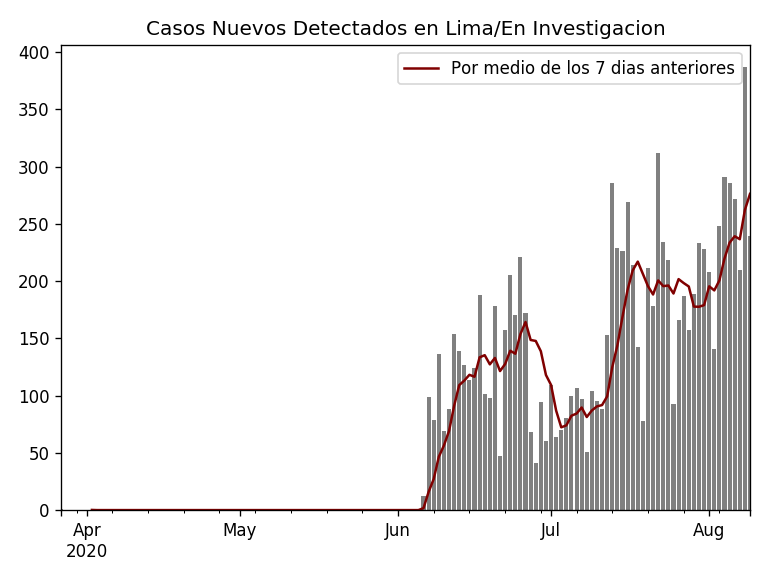 Casos Nuevos Detectados en Lima/En Investigacion
Por medio de los 7 dias anteriores
400
350
300
250
200
150
100
50
0
Apr
2020
May
Jun
Jul
Aug